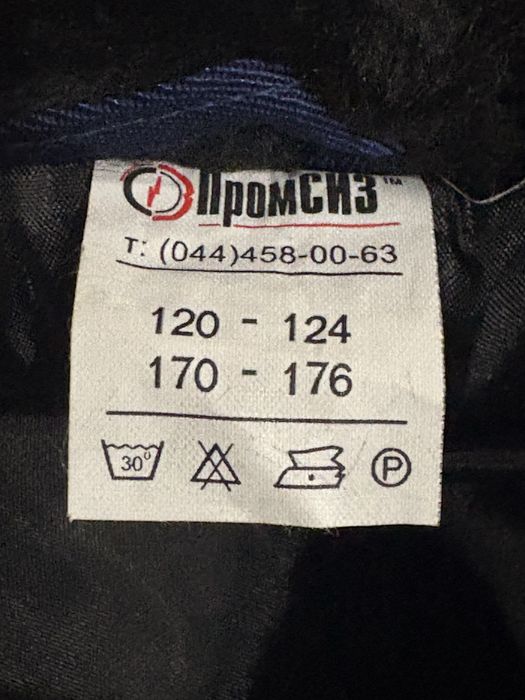 ПромСИЗ™
т: (044)458-00-63
120 - 124
170 - 176
30° P